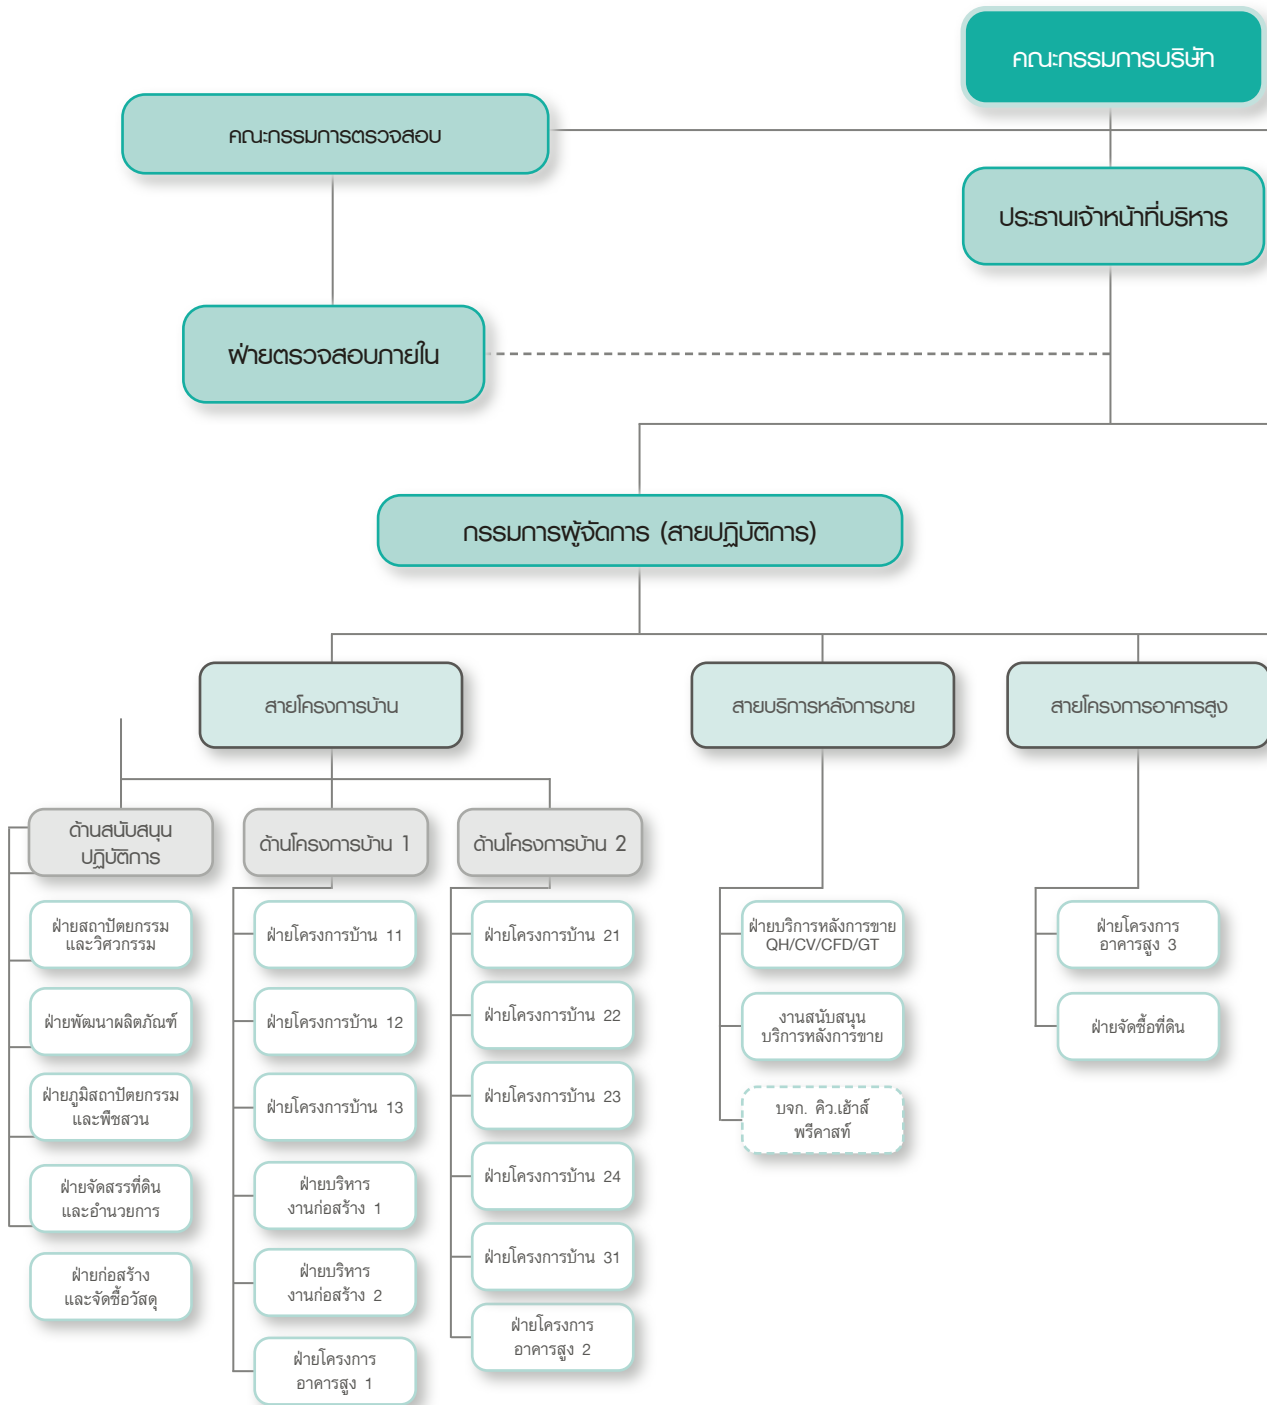 คณะกรรมการบริษัท
คณะกรรมการตรวจสอบ
ประธานเจ้าหน้าที่บริหาร
ฝ่ายตรวจสอบภายใน
กรรมการผู้จัดการ (สายปฏิบัติการ)
สายโครงการบ้าน
สายบริการหลังการขาย
สายโครงการอาคารสูง
ด้านสนับสนุน
ปฏิบัติการ
ด้านโครงการบ้าน 1
ด้านโครงการบ้าน 2
ฝ่ายสถาปัตยกรรม
และวิศวกรรม
ฝ่ายพัฒนาผลิตภัณฑ์
ฝ่ายภูมิสถาปัตยกรรม
และพืชสวน
ฝ่ายจัดสรรที่ดิน
และอำนวยการ
ฝ่ายก่อสร้าง
และจัดซื้อวัสดุ
ฝ่ายโครงการบ้าน 11
ฝ่ายโครงการบ้าน 12
ฝ่ายโครงการบ้าน 13
ฝ่ายบริหาร
งานก่อสร้าง 1
ฝ่ายบริหาร
งานก่อสร้าง 2
ฝ่ายโครงการ
อาคารสูง 1
ฝ่ายโครงการบ้าน 21
ฝ่ายโครงการบ้าน 22
ฝ่ายโครงการบ้าน 23
ฝ่ายโครงการบ้าน 24
ฝ่ายโครงการบ้าน 31
ฝ่ายโครงการ
อาคารสูง 2
ฝ่ายบริการหลังการขาย
QH/CV/CFD/GT
งานสนับสนุน
บริการหลังการขาย
บจก. คิว.เฮ้าส์
พรีคาสท์
ฝ่ายโครงการ
อาคารสูง 3
ฝ่ายจัดซื้อที่ดิน